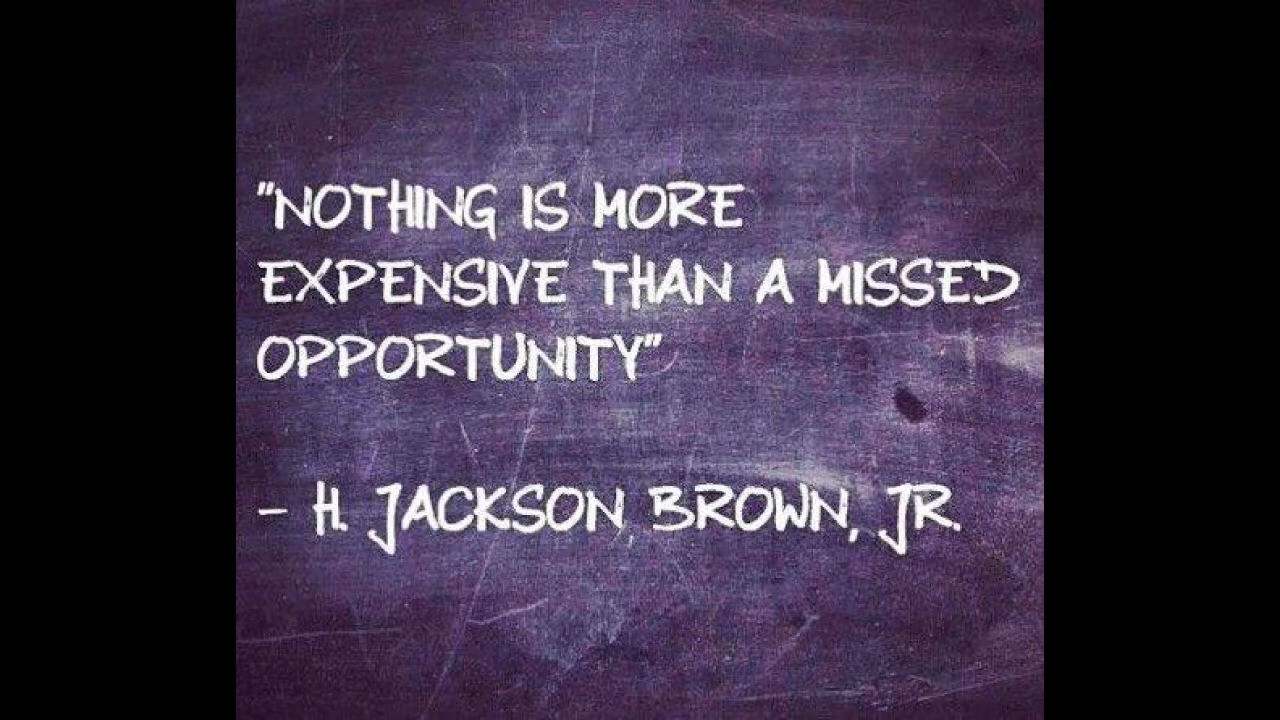 "NOTHING IS MORE
EXPENSIVE THAN A MISSED
OPPORTUNITY"
- H. JACKSON BROWN, JR.